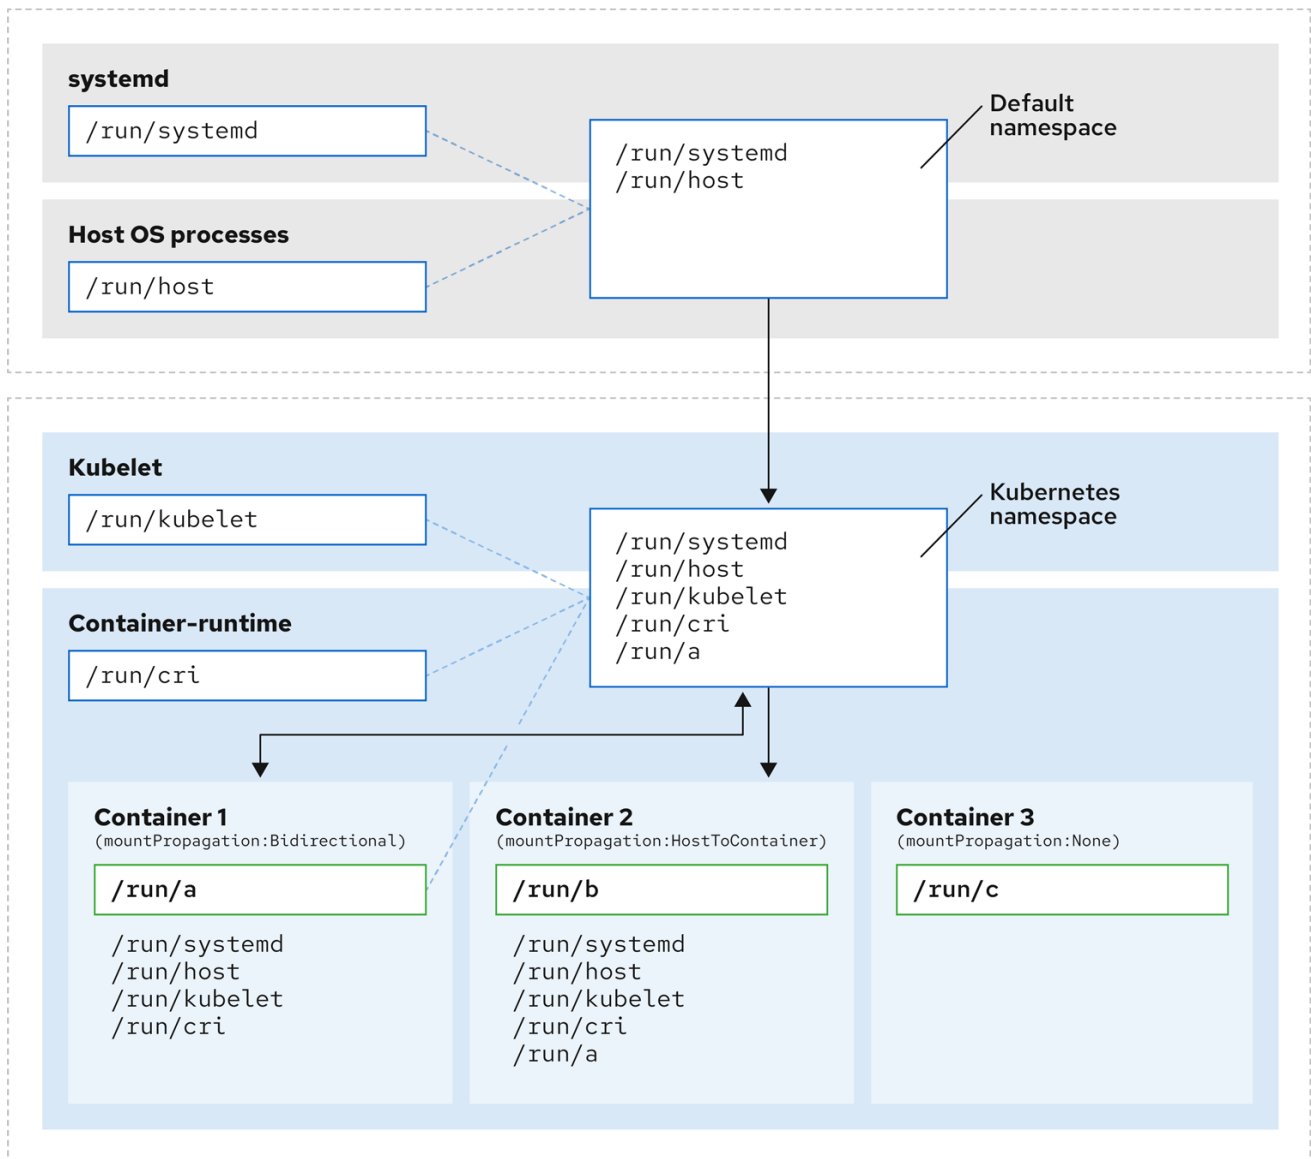 systemd
/run/systemd
Default
namespace
/run/systemd
/run/host
Host OS processes
/run/host
Kubelet
/run/kubelet
Kubernetes
namespace
/run/systemd
/run/host
/run/kubelet
/run/cri
/run/a
Container-runtime
/run/cri
Container 1
(mountPropagation:Bidirectional)
/run/a
/run/systemd
/run/host
/run/kubelet
/run/cri
Container 2
(mountPropagation:HostToContainer)
/run/b
/run/systemd
/run/host
/run/kubelet
/run/cri
/run/a
Container 3
(mountPropagation:None)
/run/c